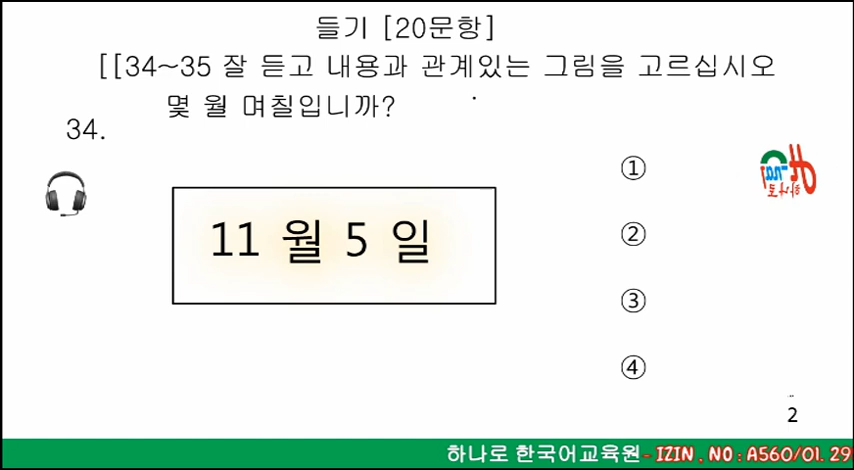 듣기 [20문항]
[[34~35 잘 듣고 내용과 관계있는 그림을 고르십시오
몇 월 며칠입니까?
34.
11 월 5 일
①
②
③
④
2
하나로 한국어교육원 - IZIN . NO : A560/01. 29